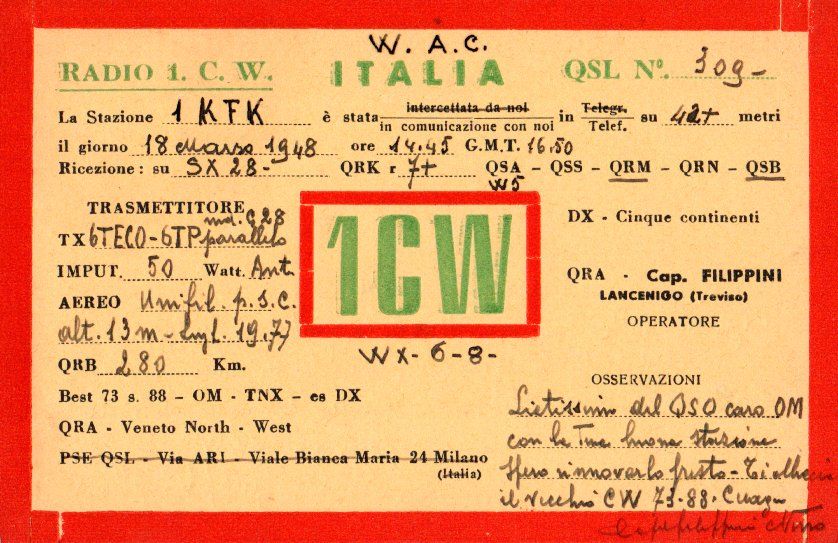 W. A. C.
RADIO 1. C. W. ITALIA QSL Nº. 309-
La Stazione 1 KFK è stata intercettata da noi in comunicazione con noi in Telegr. Telef. su 42+ metri
il giorno 18 Marzo 1948 ore 14.45 G.M.T. 16.50
Ricezione: su SX 28- QRK r 7+ QSA - QSS - QRM - QRN - QSB
W5
TRASMETTITORE
TX 6TECO-6TP parallelo
IMPUT 50 Watt. Ant.
AEREO Unifil. p.S.C.
alt. 13 m - lugl. 19.77
QRB 280 Km.
Best 73 s. 88 - OM - TNX - es DX
QRA - Veneto North - West
PSE QSL - Via ARI - Viale Bianca Maria 24 Milano
(Italia)
1CW
WX-6-8-
DX - Cinque continenti
QRA - Cap. FILIPPINI
LANCENIGO (Treviso)
OPERATORE
OSSERVAZIONI
Lietissimo del QSO caro OM
con la Tua buona stazione
Spero rinnovarlo presto -
il vecchio CW 73-88.